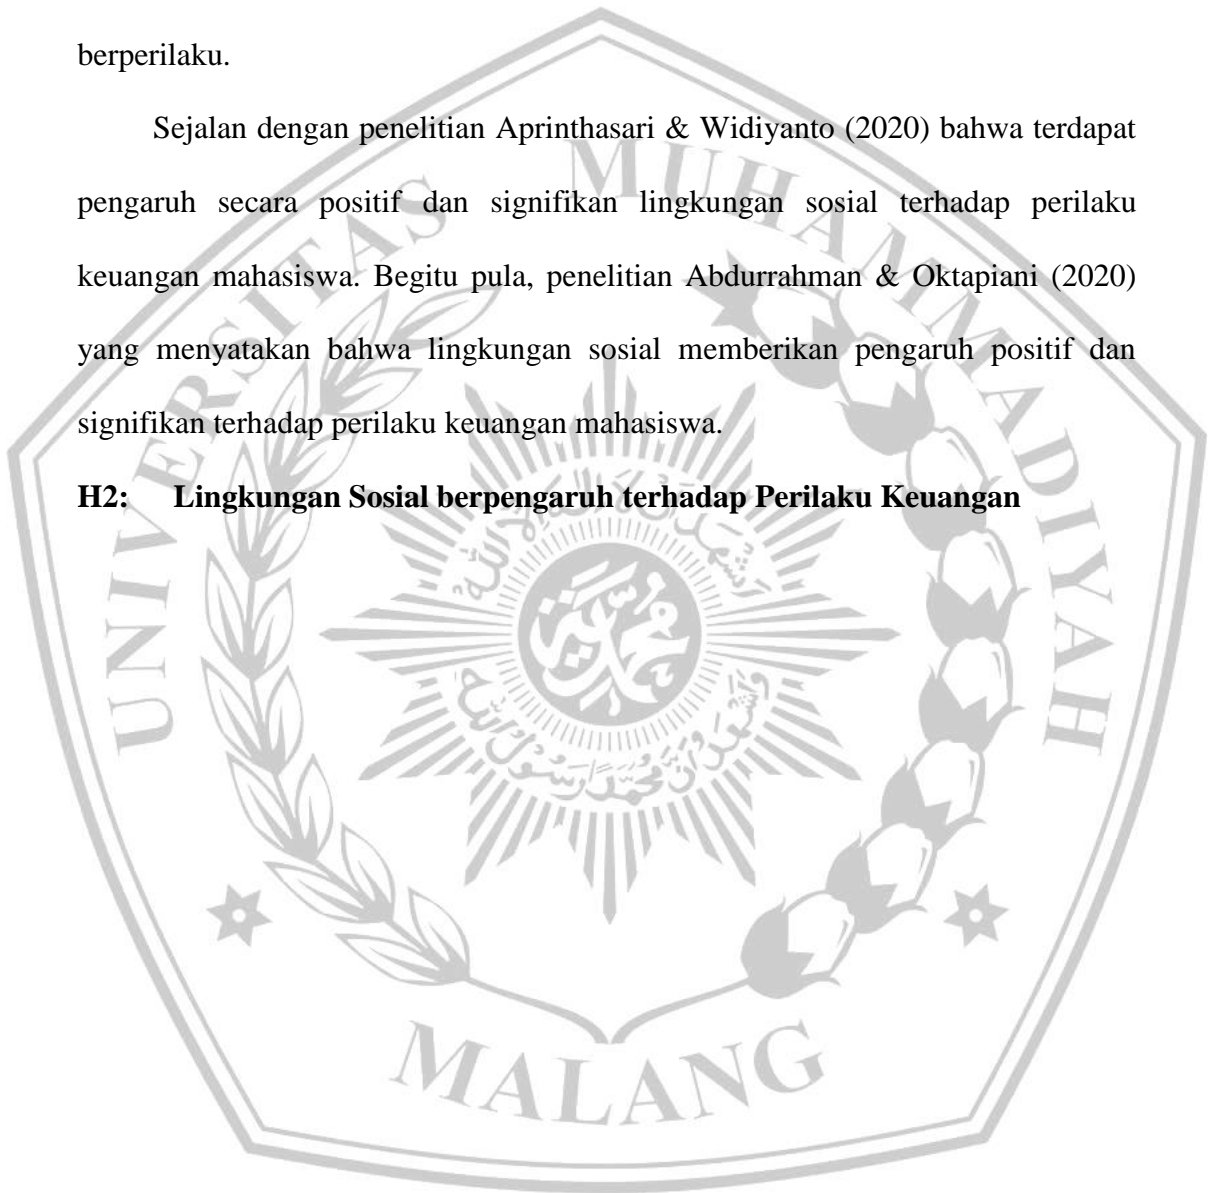 berperilaku.
Sejalan dengan penelitian Aprinthasari & Widiyanto (2020) bahwa terdapat
pengaruh secara positif dan signifikan lingkungan sosial terhadap perilaku
keuangan mahasiswa. Begitu pula, penelitian Abdurrahman & Oktapiani (2020)
yang menyatakan bahwa lingkungan sosial memberikan pengaruh positif dan
signifikan terhadap perilaku keuangan mahasiswa.
H2: Lingkungan Sosial berpengaruh terhadap Perilaku Keuangan
UNIVERSITAS MUHAMMADIYAH
MALANG